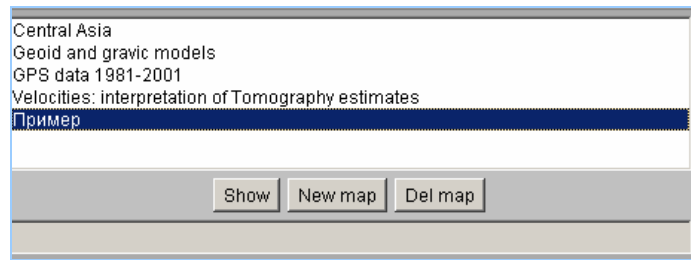 Central Asia
Geoid and gravic models
GPS data 1981-2001
Velocities: interpretation of Tomography estimates
Пример
Show New map Del map